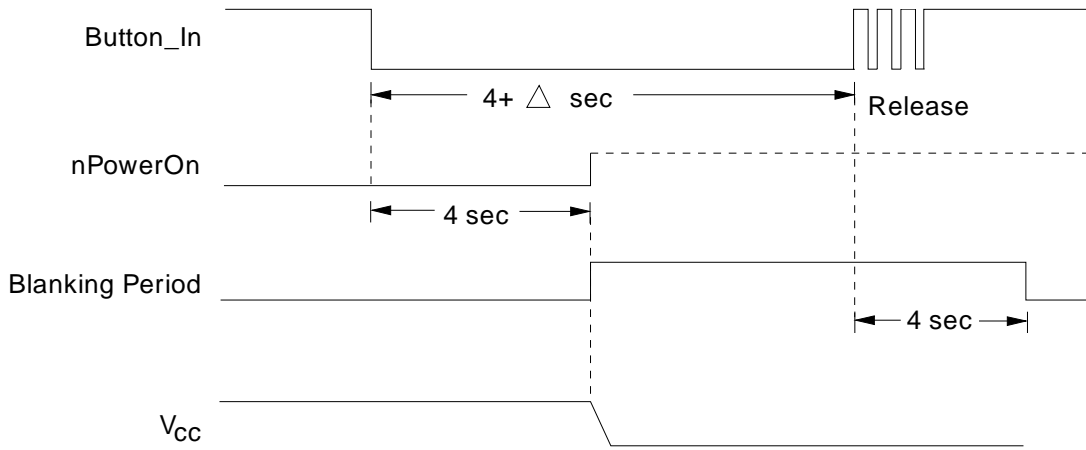 Button_In
4+ △ sec
Release
nPowerOn
4 sec
Blanking Period
4 sec
Vcc